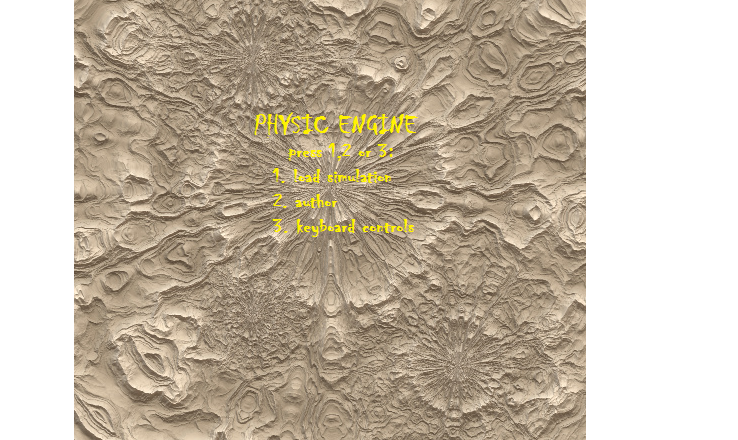 PHYSIC ENGINE
press 1,2 or 3:
1. load simulation
2. author
3. keyboard controls